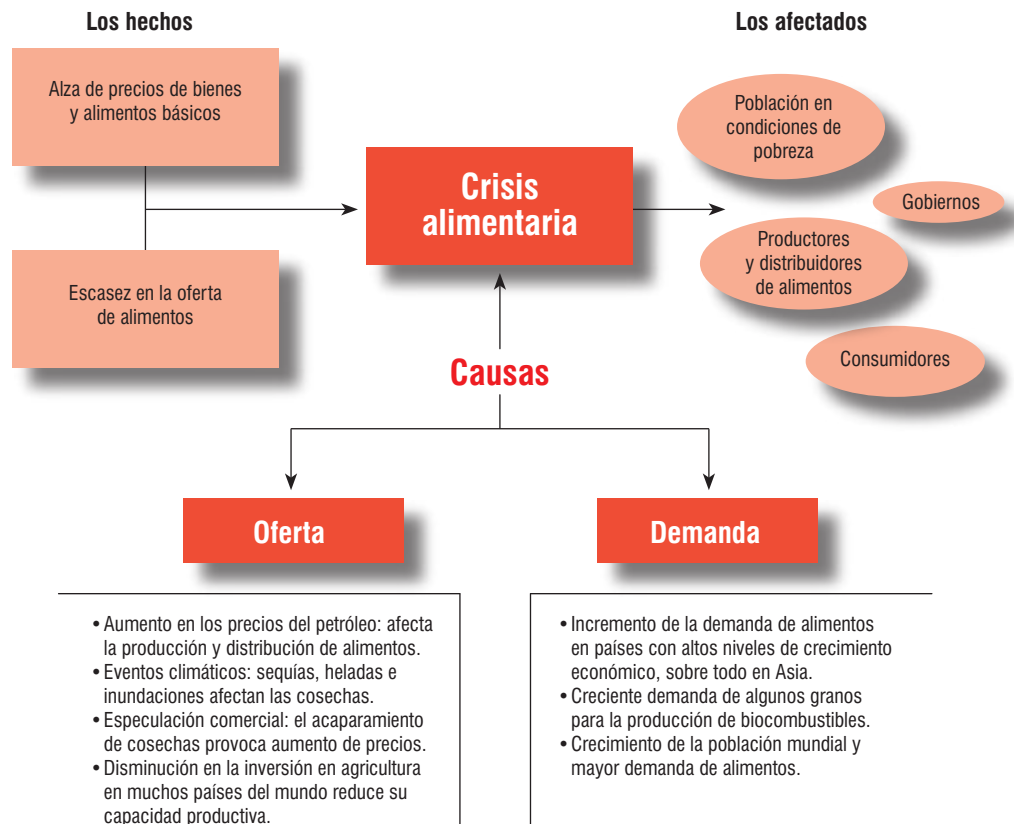 Los hechos
Los afectados
Alza de precios de bienes
y alimentos básicos
Escasez en la oferta
de alimentos
Crisis
alimentaria
Población en
condiciones de
pobreza
Gobiernos
Productores
y distribuidores
de alimentos
Consumidores
Causas
Oferta
• Aumento en los precios del petróleo: afecta
la producción y distribución de alimentos.
• Eventos climáticos: sequías, heladas e
inundaciones afectan las cosechas.
• Especulación comercial: el acaparamiento
de cosechas provoca aumento de precios.
• Disminución en la inversión en agricultura
en muchos países del mundo reduce su
capacidad productiva.
Demanda
• Incremento de la demanda de alimentos
en países con altos niveles de crecimiento
económico, sobre todo en Asia.
• Creciente demanda de algunos granos
para la producción de biocombustibles.
• Crecimiento de la población mundial y
mayor demanda de alimentos.